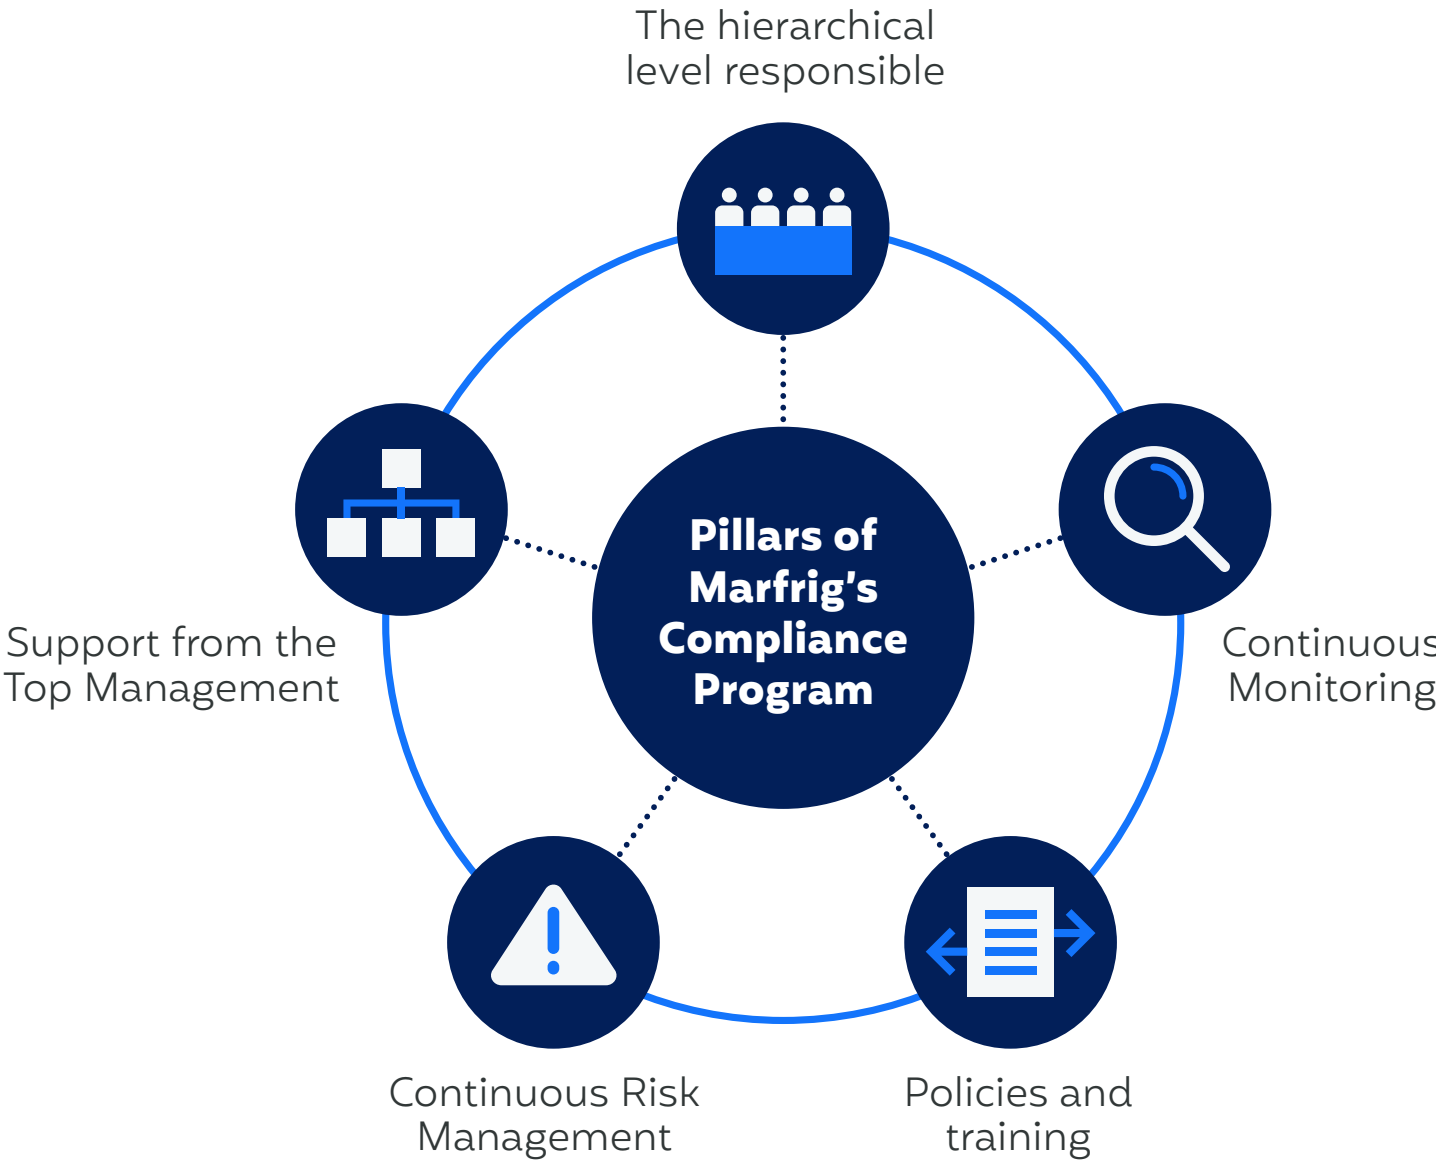 The hierarchical
level responsible
Pillars of
Marfrig's
Compliance
Program
Support from the
Top Management
Continuous
Monitoring
Continuous Risk
Management
Policies and
training